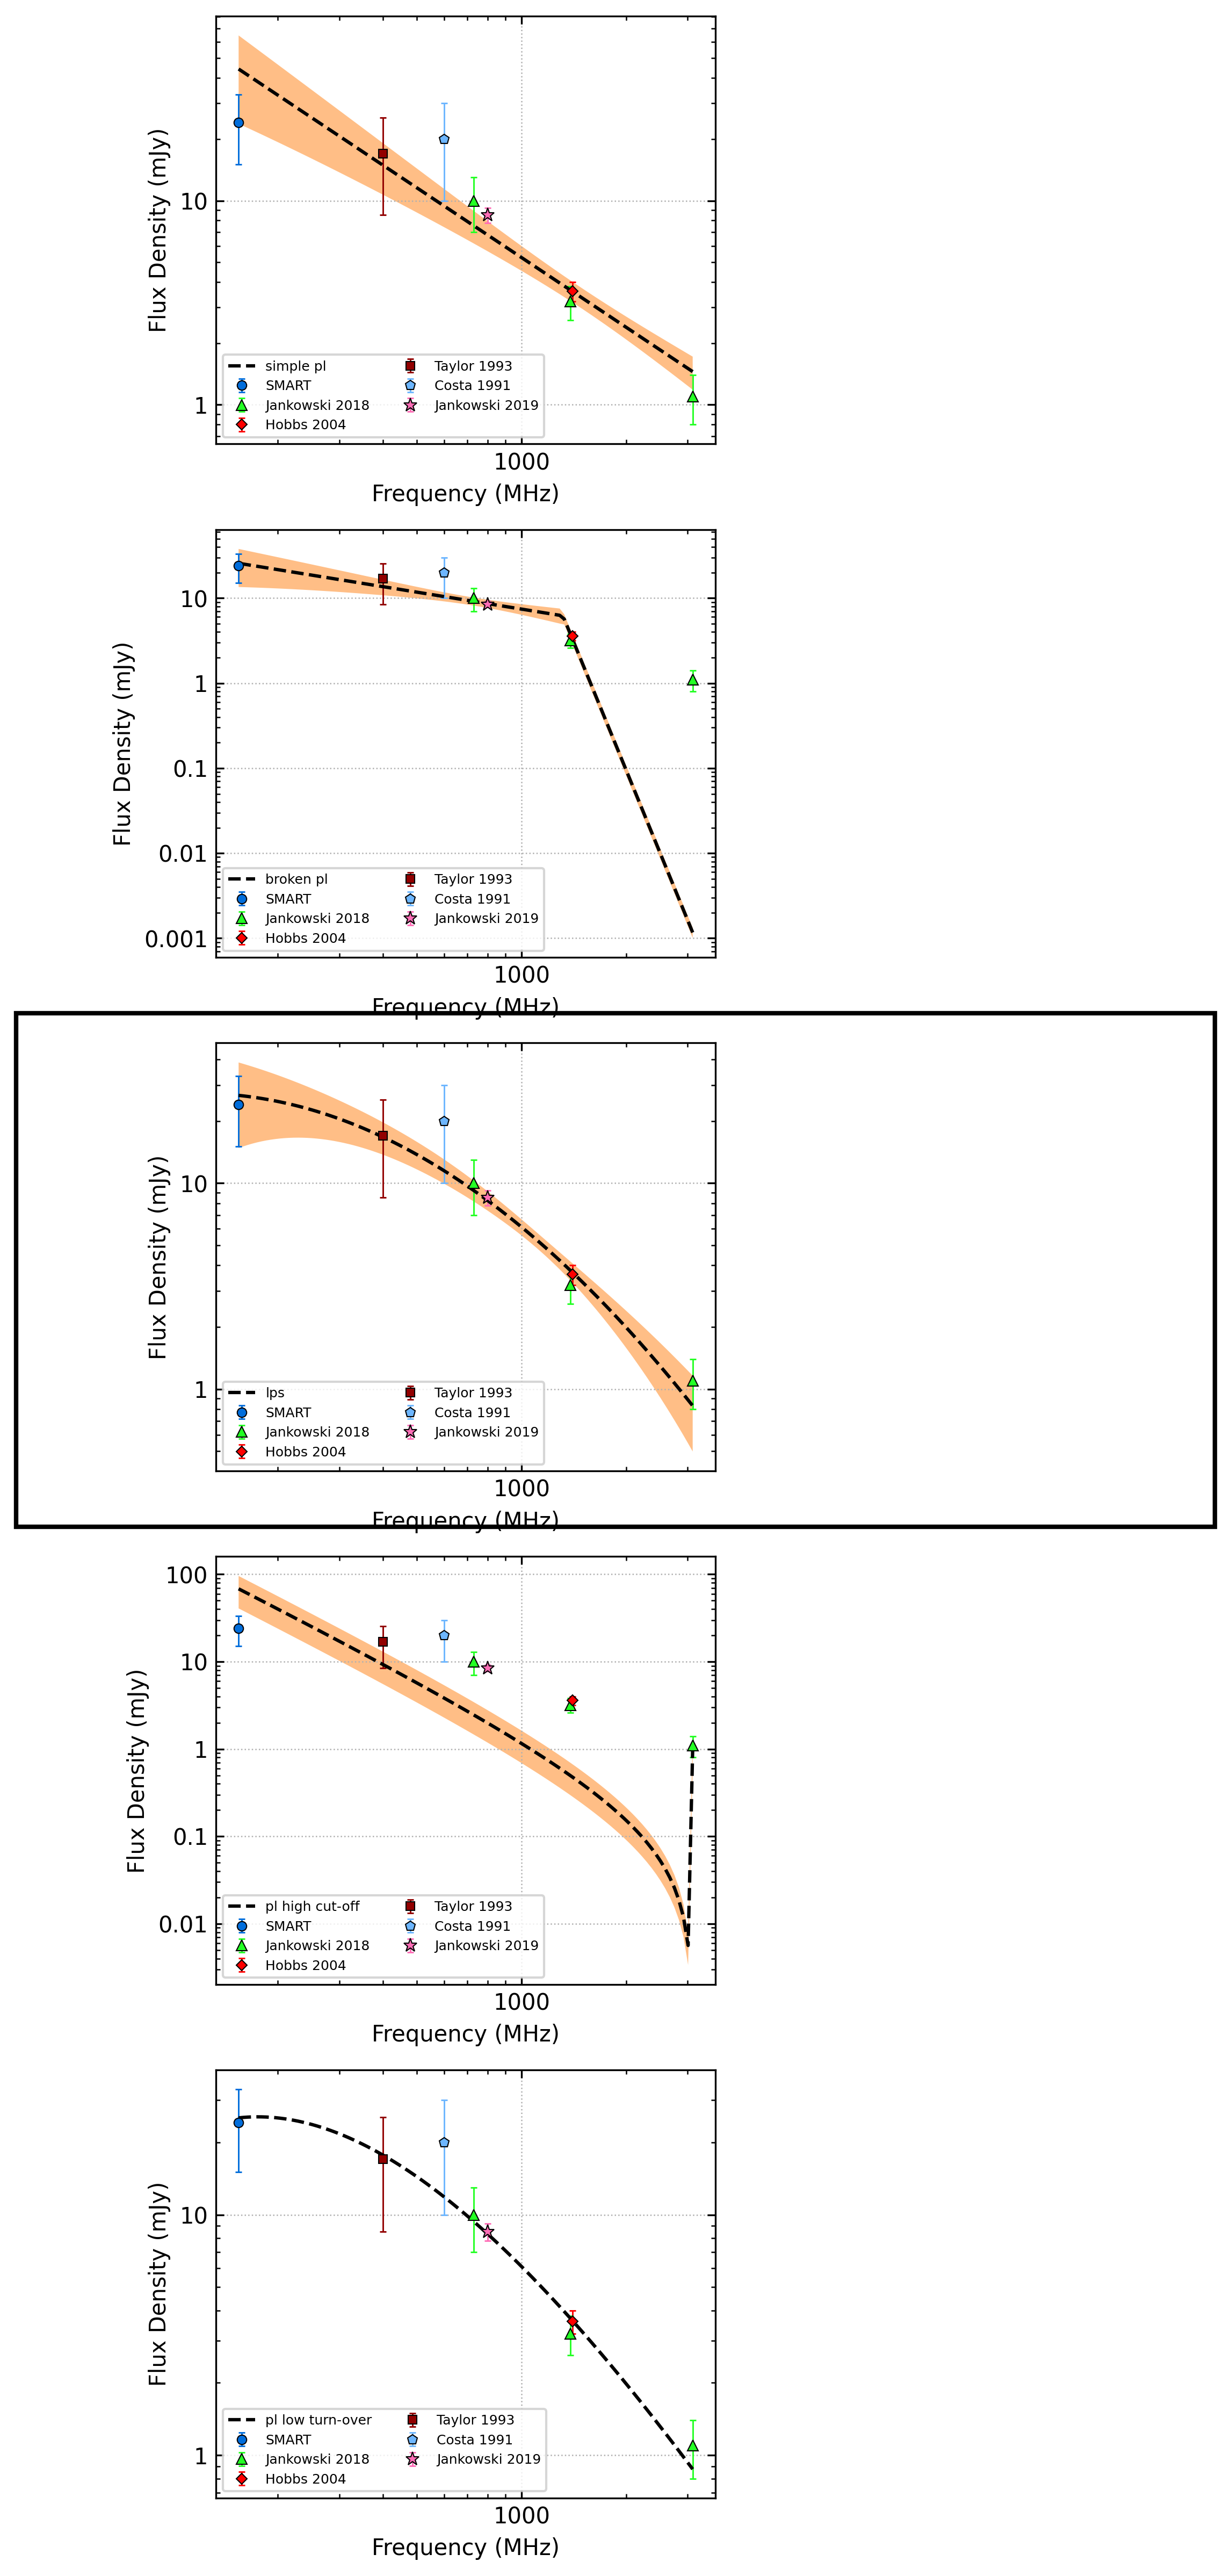 Flux Density (mJy)
10
1
simple pl
SMART
Jankowski 2018
Hobbs 2004
Taylor 1993
Costa 1991
Jankowski 2019
1000
Frequency (MHz)
Flux Density (mJy)
10
1
0.1
0.01
0.001
broken pl
SMART
Jankowski 2018
Hobbs 2004
Taylor 1993
Costa 1991
Jankowski 2019
1000
Frequency (MHz)
Flux Density (mJy)
10
1
lps
SMART
Jankowski 2018
Hobbs 2004
Taylor 1993
Costa 1991
Jankowski 2019
1000
Frequency (MHz)
Flux Density (mJy)
100
10
1
0.1
0.01
pl high cut-off
SMART
Jankowski 2018
Hobbs 2004
Taylor 1993
Costa 1991
Jankowski 2019
1000
Frequency (MHz)
Flux Density (mJy)
10
1
pl low turn-over
SMART
Jankowski 2018
Hobbs 2004
Taylor 1993
Costa 1991
Jankowski 2019
1000
Frequency (MHz)